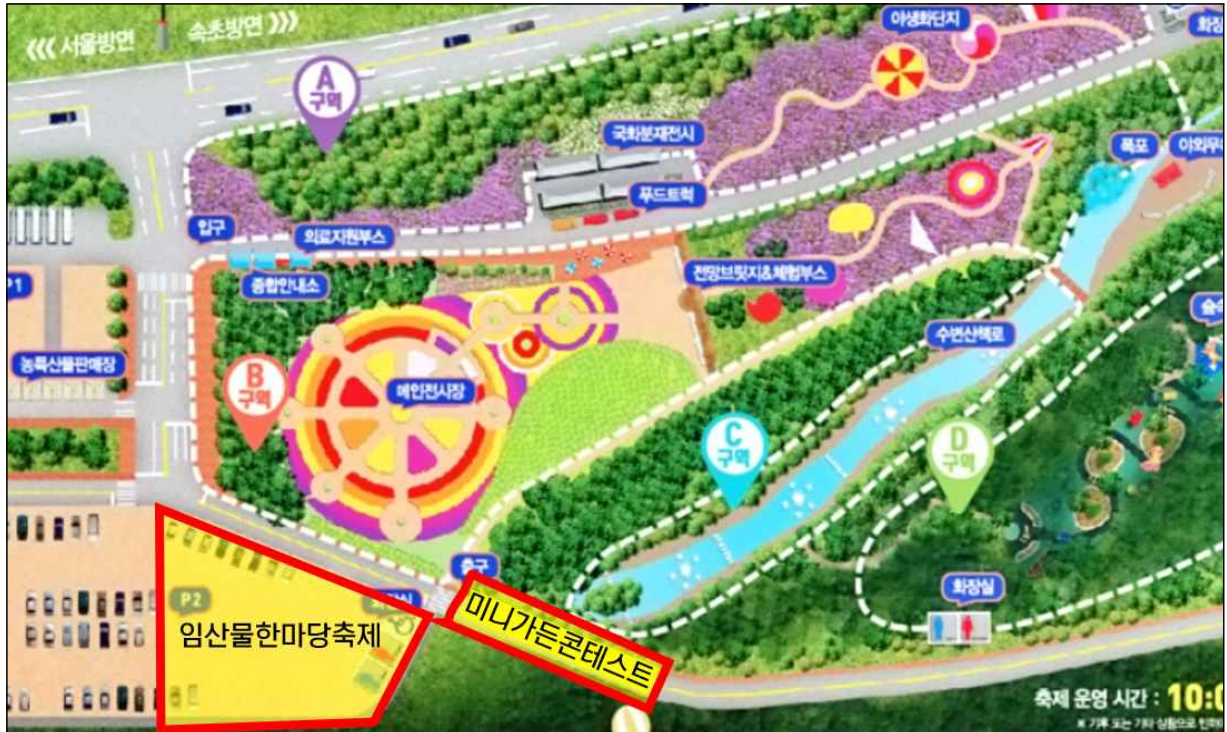 《《 서울방면
속초방면 》》
야생화단지
A
구역
국화분재전시
폭포
푸드트럭
입구
의료지원부스
전망브릿지&체험부스
종합안내소
P1
수변산책로
농특산물판매장
B
구역
메인전시장
C
구역
D
구역
출구
화장실
P2
임산물한마당축제
미니가든콘테스트
축제 운영 시간 :